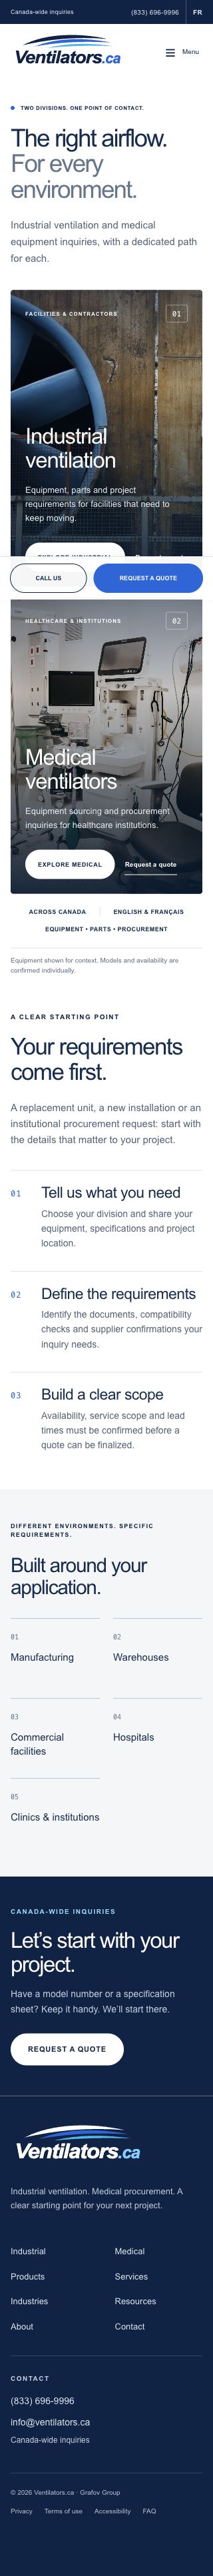 Canada-wide inquiries
(833) 696-9996
FR
Ventilators.ca
Menu
TWO DIVISIONS. ONE POINT OF CONTACT.
The right airflow.
For every
environment.
Industrial ventilation and medical
equipment inquiries, with a dedicated path
for each.
FACILITIES & CONTRACTORS
01
Industrial
ventilation
Equipment, parts and project
requirements for facilities that need to
keep moving.
CALL US
REQUEST A QUOTE
HEALTHCARE & INSTITUTIONS
02
Medical
ventilators
Equipment sourcing and procurement
inquiries for healthcare institutions.
EXPLORE MEDICAL
Request a quote
ACROSS CANADA
ENGLISH & FRANÇAIS
EQUIPMENT • PARTS • PROCUREMENT
Equipment shown for context. Models and availability are
confirmed individually.
A CLEAR STARTING POINT
Your requirements
come first.
A replacement unit, a new installation or an
institutional procurement request: start with
the details that matter to your project.
01
Tell us what you need
Choose your division and share your
equipment, specifications and project
location.
02
Define the requirements
Identify the documents, compatibility
checks and supplier confirmations your
inquiry needs.
03
Build a clear scope
Availability, service scope and lead
times must be confirmed before a
quote can be finalized.
DIFFERENT ENVIRONMENTS. SPECIFIC
REQUIREMENTS.
Built around your
application.
01
Manufacturing
02
Warehouses
03
Commercial
facilities
04
Hospitals
05
Clinics & institutions
CANADA-WIDE INQUIRIES
Let's start with your
project.
Have a model number or a specification
sheet? Keep it handy. We'll start there.
REQUEST A QUOTE
Ventilators.ca
Industrial ventilation. Medical procurement. A
clear starting point for your next project.
Industrial
Medical
Products
Services
Industries
Resources
About
Contact
CONTACT
(833) 696-9996
info@ventilators.ca
Canada-wide inquiries
© 2026 Ventilators.ca · Grafov Group
Privacy
Terms of use
Accessibility
FAQ